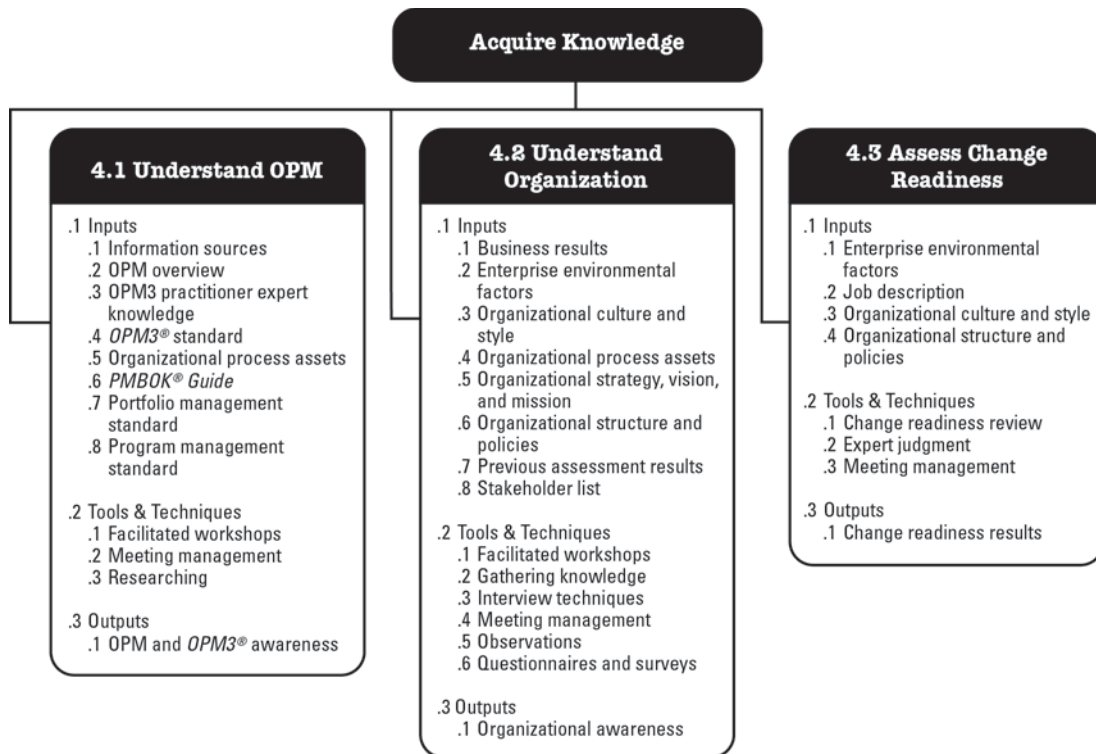 Acquire Knowledge
4.1 Understand OPM
.1 Inputs
.1 Information sources
.2 OPM overview
.3 OPM3 practitioner expert
knowledge
.4 OPM3® standard
.5 Organizational process assets
.6 PMBOK® Guide
.7 Portfolio management
standard
.8 Program management
standard
.2 Tools & Techniques
.1 Facilitated workshops
.2 Meeting management
.3 Researching
.3 Outputs
.1 OPM and OPM3® awareness
4.2 Understand
Organization
.1 Inputs
.1 Business results
.2 Enterprise environmental
factors
.3 Organizational culture and
style
.4 Organizational process assets
.5 Organizational strategy, vision,
and mission
.6 Organizational structure and
policies
.7 Previous assessment results
.8 Stakeholder list
.2 Tools & Techniques
.1 Facilitated workshops
.2 Gathering knowledge
.3 Interview techniques
.4 Meeting management
.5 Observations
.6 Questionnaires and surveys
.3 Outputs
.1 Organizational awareness
4.3 Assess Change
Readiness
.1 Inputs
.1 Enterprise environmental
factors
.2 Job description
.3 Organizational culture and style
.4 Organizational structure and
policies
.2 Tools & Techniques
.1 Change readiness review
.2 Expert judgment
.3 Meeting management
.3 Outputs
.1 Change readiness results